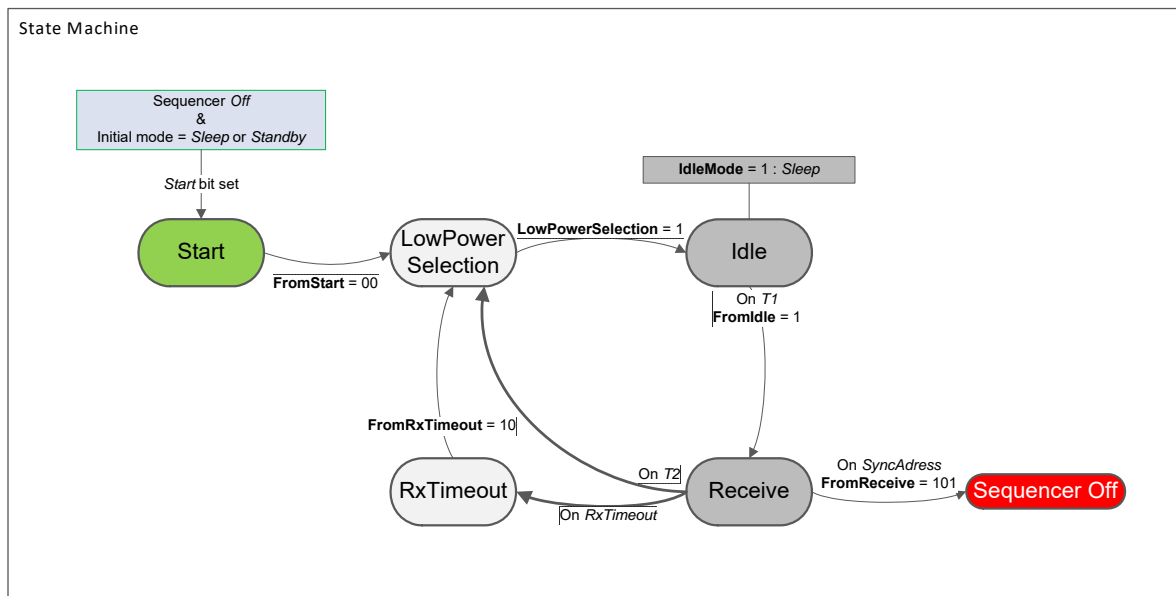 State Machine
Sequencer Off
&
Initial mode = Sleep or Standby
Start bit set
IdleMode = 1 : Sleep
Start
FromStart = 00
LowPower
Selection
LowPowerSelection = 1
Idle
On T1
FromIdle = 1
FromRxTimeout = 10
On T2
RxTimeout
On RxTimeout
Receive
On SyncAdress
FromReceive = 101
Sequencer Off